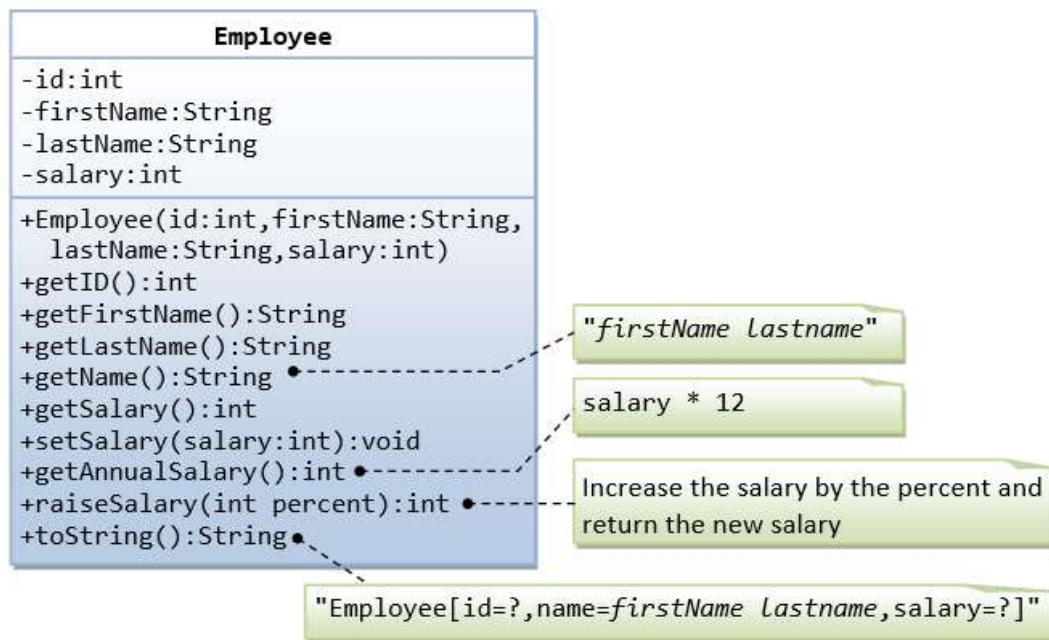 Employee
-id:int
-firstName:String
-lastName:String
-salary:int
+Employee(id:int,firstName:String,
lastName:String,salary:int)
+getID():int
+getFirstName():String
+getLastName():String
+getName():String
+getSalary():int
+setSalary(salary:int):void
+getAnnualSalary():int
+raiseSalary(int percent):int
+toString():String
"firstName lastname"
salary * 12
Increase the salary by the percent and
return the new salary
"Employee[id=?,name=firstName lastname,salary=?]"